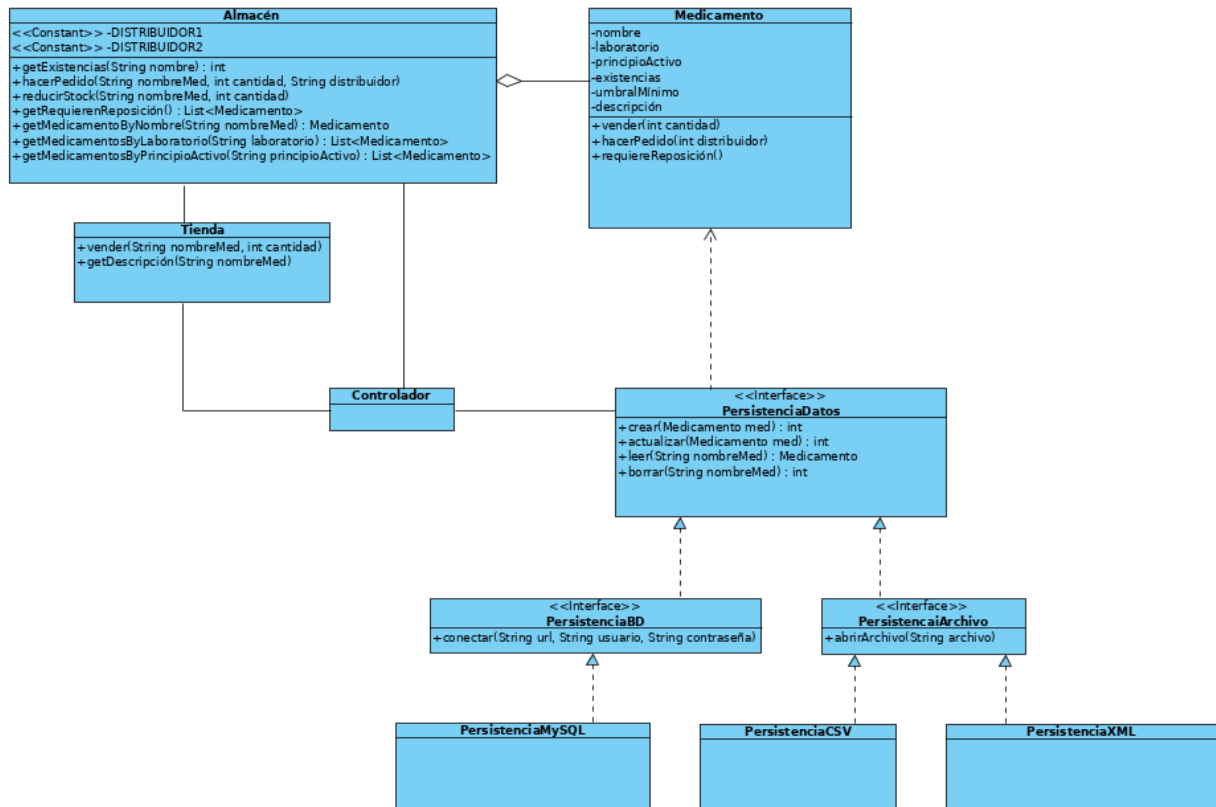 Almacén
<<Constant>> -DISTRIBUIDOR1
<<Constant>> -DISTRIBUIDOR2
+getExistencias(String nombre) : int
+hacerPedido(String nombreMed, int cantidad, String distribuidor)
+reducirStock(String nombreMed, int cantidad)
+getRequierenReposición() : List<Medicamento>
+getMedicamentoByNombre(String nombreMed) : Medicamento
+getMedicamentosByLaboratorio(String laboratorio) : List<Medicamento>
+getMedicamentosByPrincipioActivo(String principioActivo) : List<Medicamento>
Medicamento
-nombre
-laboratorio
-principioActivo
-existencias
-umbralMínimo
-descripción
+vender(int cantidad)
+hacerPedido(int distribuidor)
+requiereReposición()
Tienda
+vender(String nombreMed, int cantidad)
+getDescripción(String nombreMed)
Controlador
<<Interface>>
PersistenciaDatos
+crear(Medicamento med) : int
+actualizar(Medicamento med) : int
+leer(String nombreMed) : Medicamento
+borrar(String nombreMed) : int
<<Interface>>
PersistenciaBD
+conectar(String url, String usuario, String contraseña)
<<Interface>>
PersistencaiArchivo
+abrirArchivo(String archivo)
PersistenciaMySQL
PersistenciaCSV
PersistenciaXML